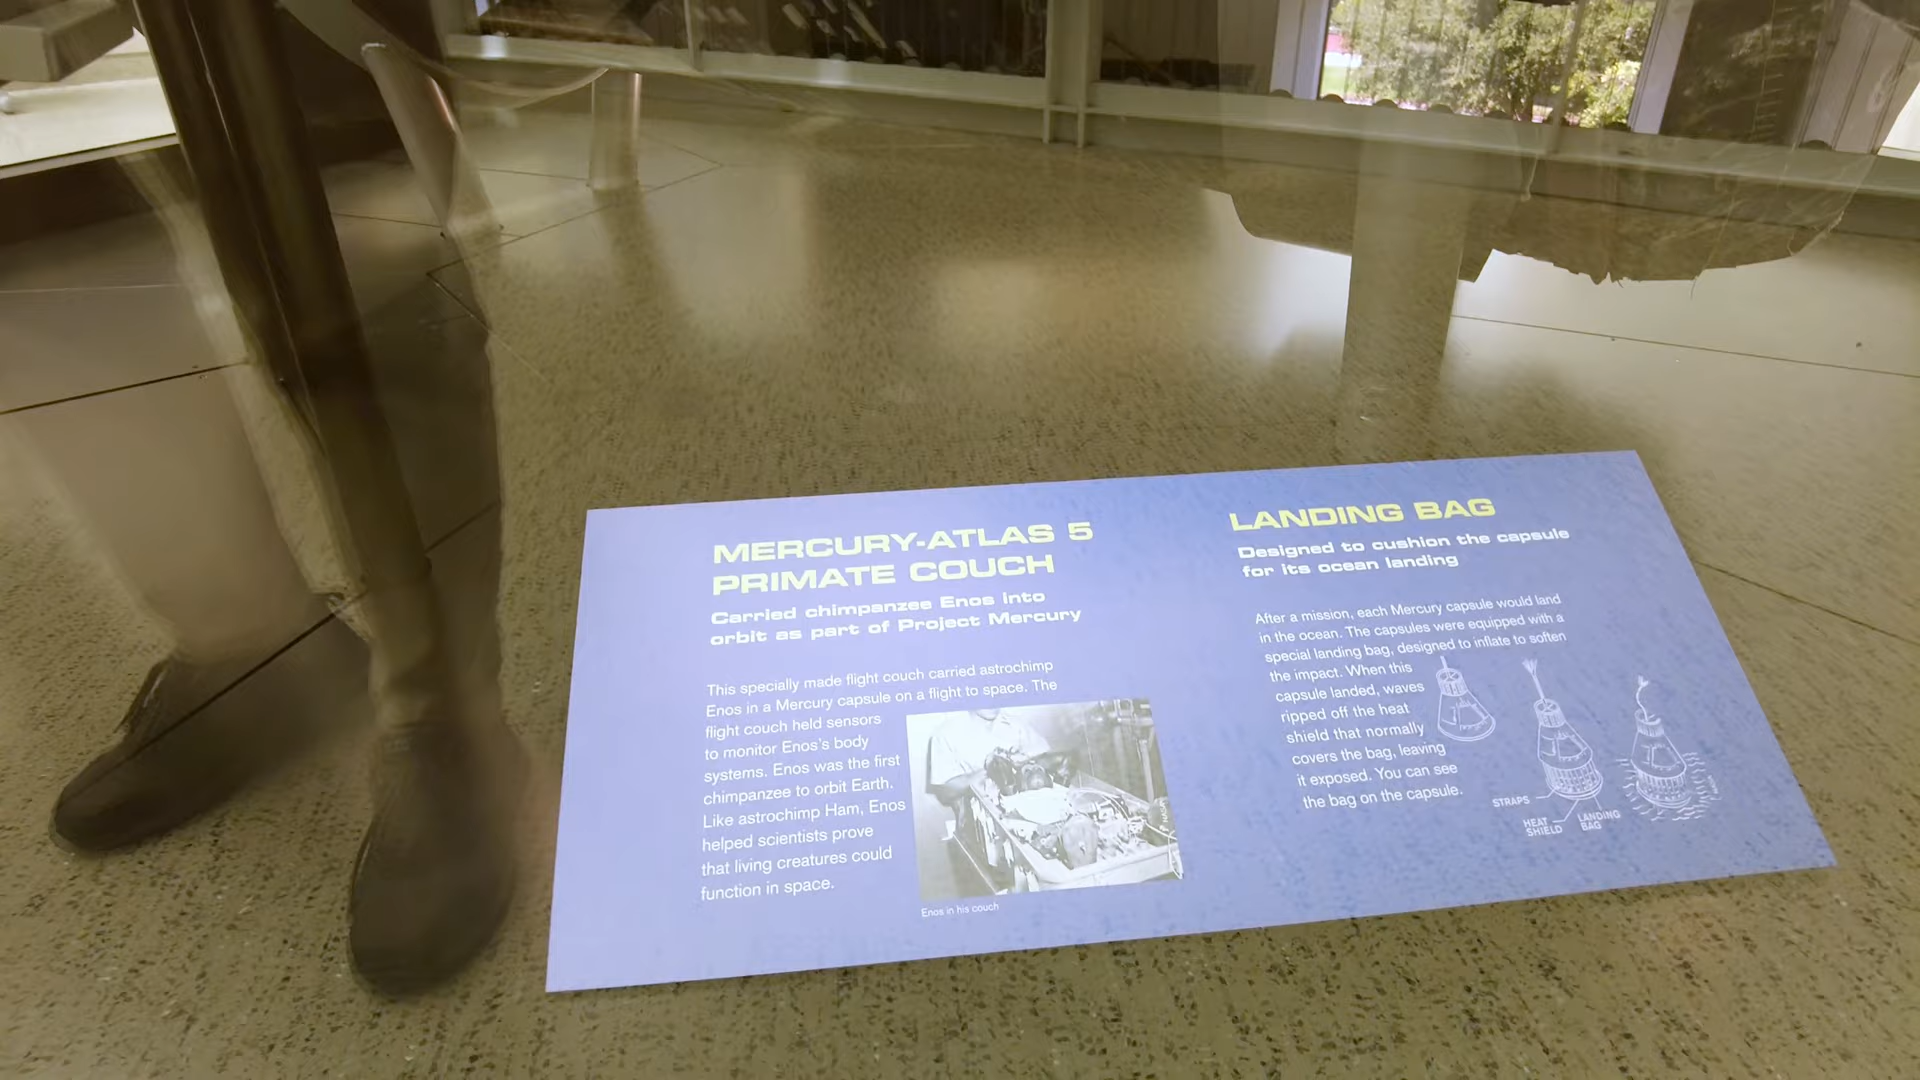 MERCURY-ATLAS 5
PRIMATE COUCH
Carried chimpanzee Enos into
orbit as part of Project Mercury
This specially made flight couch carried astrochimp
Enos in a Mercury capsule on a flight to space. The
flight couch held sensors
to monitor Enos's body
systems. Enos was the first
chimpanzee to orbit Earth.
Like astrochimp Ham, Enos
helped scientists prove
that living creatures could
function in space.
Enos in his couch
LANDING BAG
Designed to cushion the capsule
for its ocean landing
After a mission, each Mercury capsule would land
in the ocean. The capsules were equipped with a
special landing bag, designed to inflate to soften
the impact. When this
capsule landed, waves
ripped off the heat
shield that normally
covers the bag, leaving
it exposed. You can see
the bag on the capsule.
STRAPS
HEAT
SHIELD
LANDING
BAG